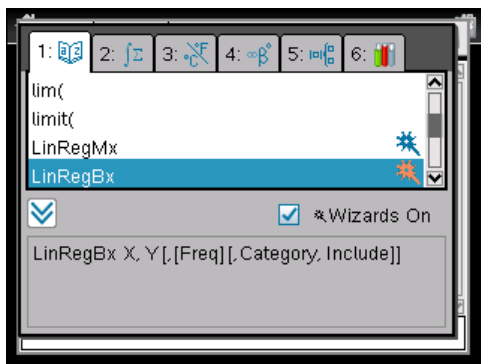 1: 2: ∫Σ 3: °C°F 4: ∞β° 5: 6:
lim(
limit(
LinRegMx
LinRegBx
Wizards On
LinRegBx X, Y[,[Freq][,Category, Include]]